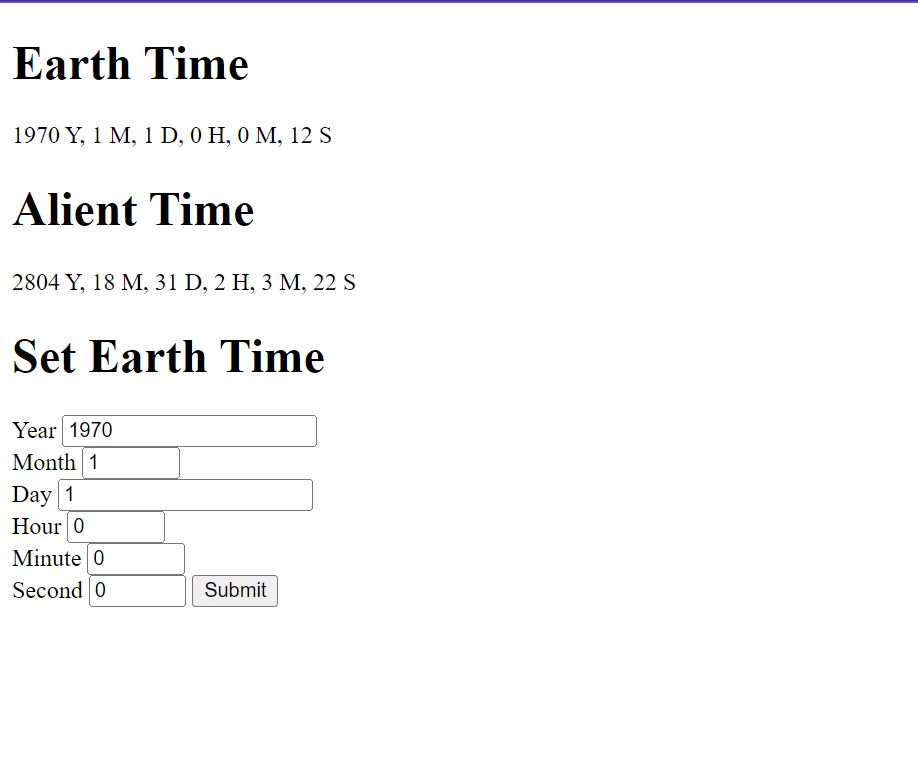 Earth Time
1970 Y, 1 M, 1 D, 0 H, 0 M, 12 S
Alient Time
2804 Y, 18 M, 31 D, 2 H, 3 M, 22 S
Set Earth Time
Year 1970
Month 1
Day 1
Hour 0
Minute 0
Second 0 Submit